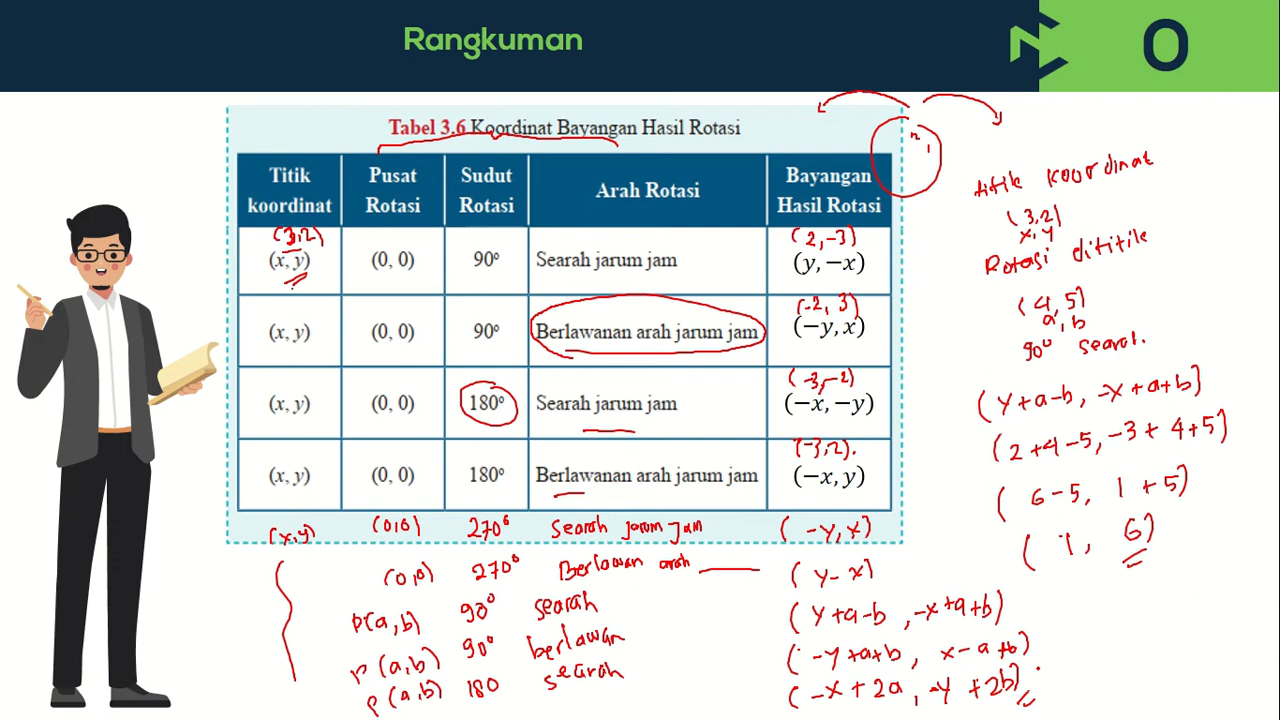 Rangkuman
Tabel 3.6 Koordinat Bayangan Hasil Rotasi
Titik koordinat | Pusat Rotasi | Sudut Rotasi | Arah Rotasi | Bayangan Hasil Rotasi
(3,2) | (2,-3)
(x, y) | (0, 0) | 90° | Searah jarum jam | (y, −x)
(-2, 3)
(x, y) | (0, 0) | 90° | Berlawanan arah jarum jam | (−y, x)
(-3,-2)
(x, y) | (0, 0) | 180° | Searah jarum jam | (−x, −y)
(-3,2).
(x, y) | (0, 0) | 180° | Berlawanan arah jarum jam | (−x, y)
(x,y) (0,0) 270° Searah jarum jam (-y, x)
(0,0) 270° Berlawan arah (y-x)
P(a,b) 90° searah (y+a-b, -x+a+b)
P(a,b) 90° berlawan (-y+a+b, x-a+b)
P(a,b) 180 searah (-x+2a, -y+2b)
titik koordinat
(3,2)
x, y
Rotasi dititik
(4,5)
a, b
90° searah.
(y+a-b, -x+a+b)
(2+4-5, -3+4+5)
(6-5, 1+5)
(1, 6)